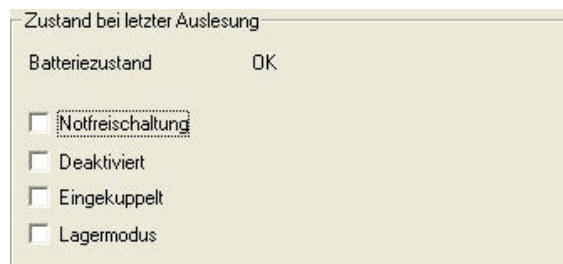 Zustand bei letzter Auslesung
Batteriezustand OK
Notfreischaltung
Deaktiviert
Eingekuppelt
Lagermodus